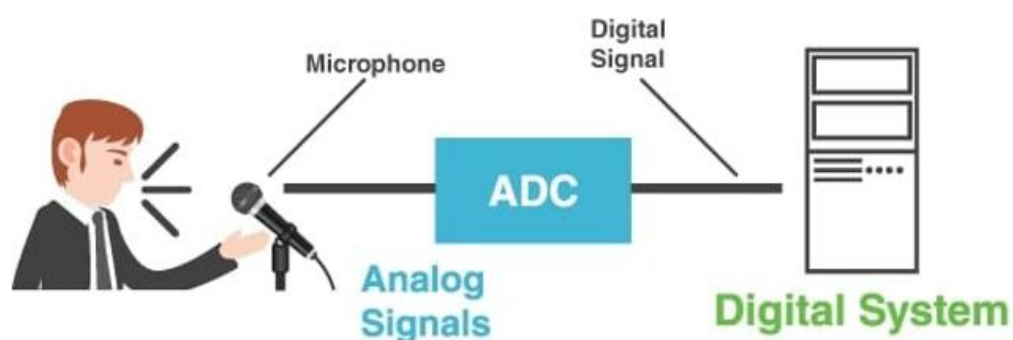 Microphone
Digital
Signal
ADC
Analog
Signals
Digital System